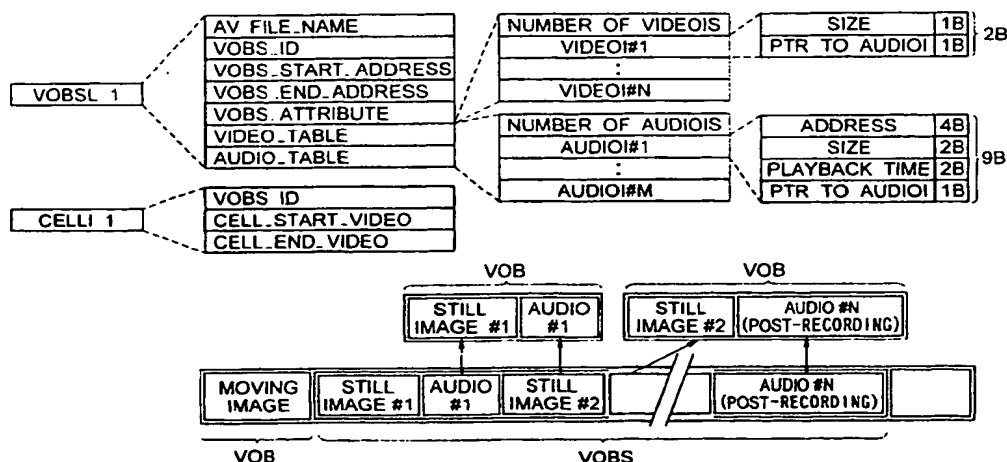 VOBSL 1
AV FILE_NAME
VOBS_ID
VOBS_START_ADDRESS
VOBS_END_ADDRESS
VOBS_ATTRIBUTE
VIDEO_TABLE
AUDIO_TABLE
NUMBER OF VIDEOIS
VIDEOI#1
:
VIDEOI#N
SIZE 1B
PTR TO AUDIOI 1B
2B
NUMBER OF AUDIOIS
AUDIOI#1
:
AUDIOI#M
ADDRESS 4B
SIZE 2B
PLAYBACK TIME 2B
PTR TO AUDIOI 1B
9B
CELLI 1
VOBS ID
CELL_START_VIDEO
CELL_END_VIDEO
VOB
STILL
IMAGE #1
AUDIO
#1
VOB
STILL
IMAGE #2
AUDIO #N
(POST-RECORDING)
MOVING
IMAGE
STILL
IMAGE #1
AUDIO
#1
STILL
IMAGE #2
AUDIO #N
(POST-RECORDING)
VOB
VOBS